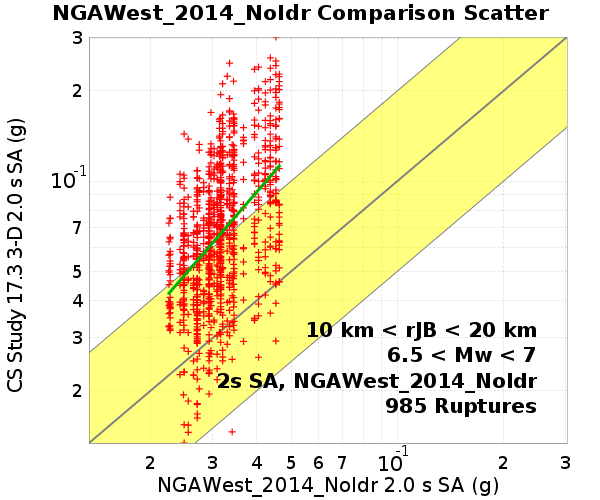 NGAWest_2014_NoIdr Comparison Scatter
CS Study 17.3 3-D 2.0 s SA (g)
3
2
10⁻¹
7
5
4
3
2
10 km < rJB < 20 km
6.5 < Mw < 7
2s SA, NGAWest_2014_NoIdr
985 Ruptures
2 3 4 5 6 7 10⁻¹ 2 3
NGAWest_2014_NoIdr 2.0 s SA (g)